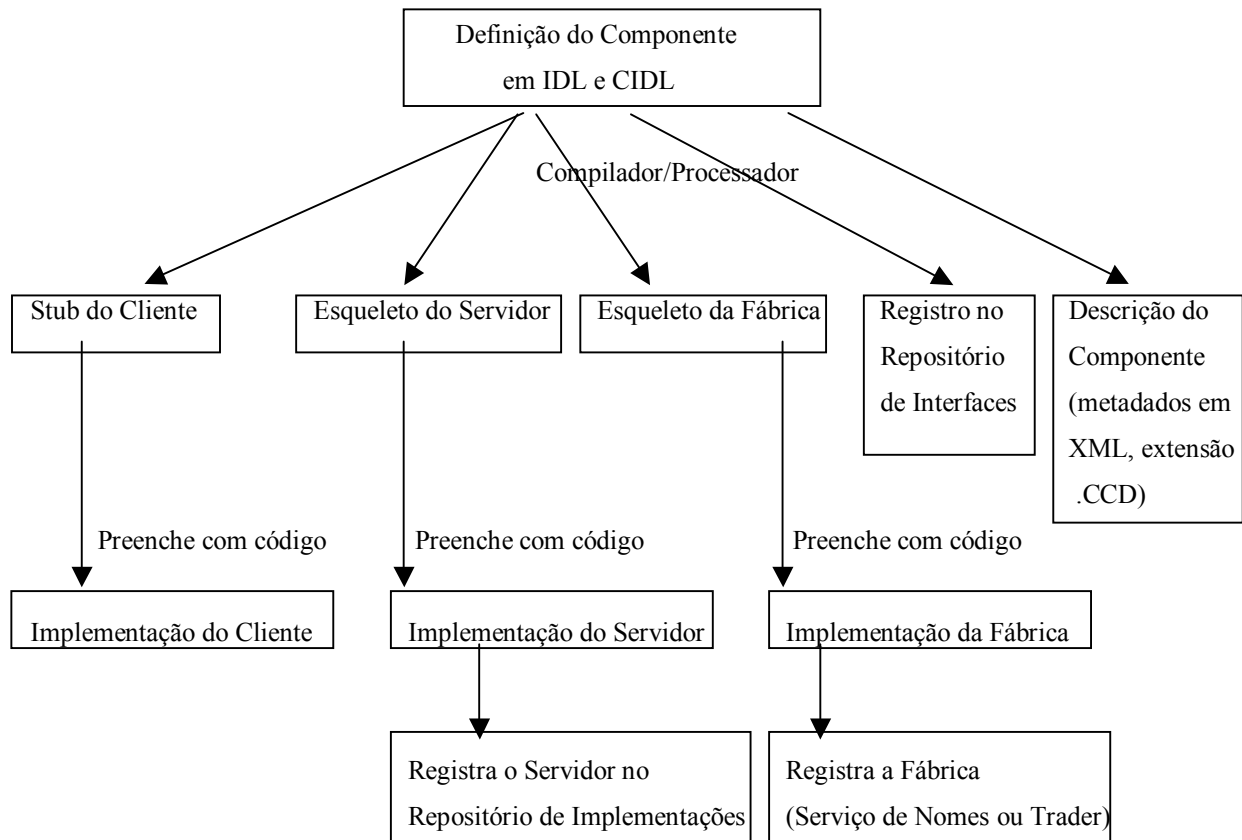 Definição do Componente
em IDL e CIDL
Compilador/Processador
Stub do Cliente
Esqueleto do Servidor
Esqueleto da Fábrica
Registro no
Repositório
de Interfaces
Descrição do
Componente
(metadados em
XML, extensão
.CCD)
Preenche com código
Preenche com código
Preenche com código
Implementação do Cliente
Implementação do Servidor
Implementação da Fábrica
Registra o Servidor no
Repositório de Implementações
Registra a Fábrica
(Serviço de Nomes ou Trader)